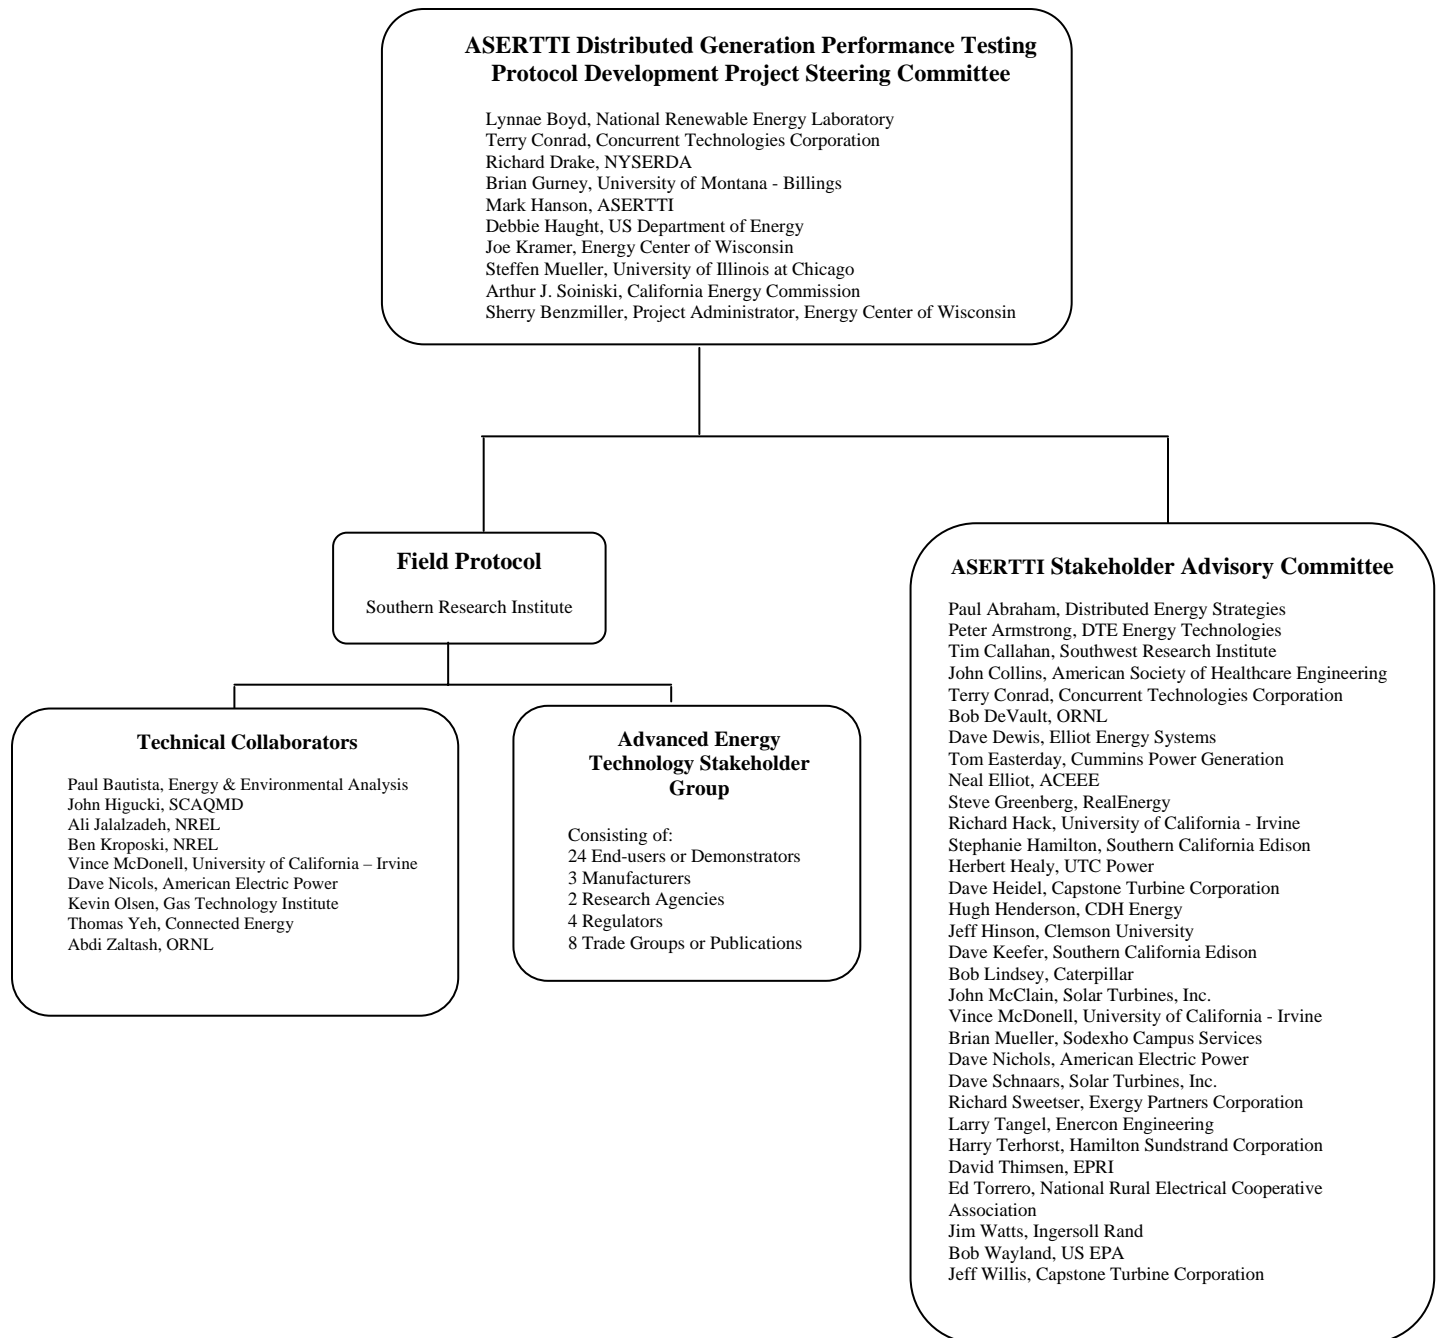 ASERTTI Distributed Generation Performance Testing
Protocol Development Project Steering Committee
Lynnae Boyd, National Renewable Energy Laboratory
Terry Conrad, Concurrent Technologies Corporation
Richard Drake, NYSERDA
Brian Gurney, University of Montana - Billings
Mark Hanson, ASERTTI
Debbie Haught, US Department of Energy
Joe Kramer, Energy Center of Wisconsin
Steffen Mueller, University of Illinois at Chicago
Arthur J. Soiniski, California Energy Commission
Sherry Benzmiller, Project Administrator, Energy Center of Wisconsin
Field Protocol
Southern Research Institute
Technical Collaborators
Paul Bautista, Energy & Environmental Analysis
John Higucki, SCAQMD
Ali Jalalzadeh, NREL
Ben Kroposki, NREL
Vince McDonell, University of California – Irvine
Dave Nicols, American Electric Power
Kevin Olsen, Gas Technology Institute
Thomas Yeh, Connected Energy
Abdi Zaltash, ORNL
Advanced Energy
Technology Stakeholder
Group
Consisting of:
24 End-users or Demonstrators
3 Manufacturers
2 Research Agencies
4 Regulators
8 Trade Groups or Publications
ASERTTI Stakeholder Advisory Committee
Paul Abraham, Distributed Energy Strategies
Peter Armstrong, DTE Energy Technologies
Tim Callahan, Southwest Research Institute
John Collins, American Society of Healthcare Engineering
Terry Conrad, Concurrent Technologies Corporation
Bob DeVault, ORNL
Dave Dewis, Elliot Energy Systems
Tom Easterday, Cummins Power Generation
Neal Elliot, ACEEE
Steve Greenberg, RealEnergy
Richard Hack, University of California - Irvine
Stephanie Hamilton, Southern California Edison
Herbert Healy, UTC Power
Dave Heidel, Capstone Turbine Corporation
Hugh Henderson, CDH Energy
Jeff Hinson, Clemson University
Dave Keefer, Southern California Edison
Bob Lindsey, Caterpillar
John McClain, Solar Turbines, Inc.
Vince McDonell, University of California - Irvine
Brian Mueller, Sodexho Campus Services
Dave Nichols, American Electric Power
Dave Schnaars, Solar Turbines, Inc.
Richard Sweetser, Exergy Partners Corporation
Larry Tangel, Enercon Engineering
Harry Terhorst, Hamilton Sundstrand Corporation
David Thimsen, EPRI
Ed Torrero, National Rural Electrical Cooperative
Association
Jim Watts, Ingersoll Rand
Bob Wayland, US EPA
Jeff Willis, Capstone Turbine Corporation